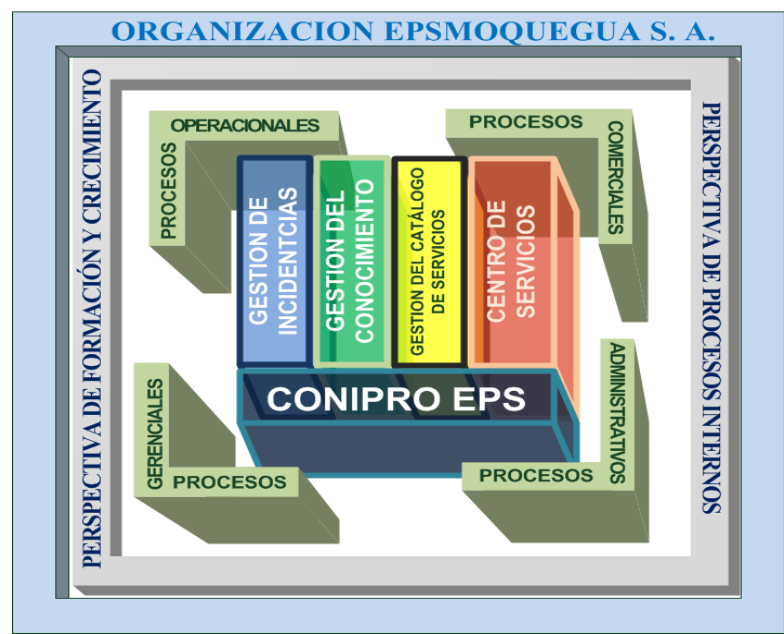 ORGANIZACION EPSMOQUEGUA S. A.
PERSPECTIVA DE FORMACIÓN Y CRECIMIENTO
PROCESOS
OPERACIONALES
PROCESOS
COMERCIALES
PERSPECTIVA DE PROCESOS INTERNOS
GESTION DE
INCIDENTCIAS
GESTION DEL
CONOCIMIENTO
GESTION DEL CATÁLOGO
DE SERVICIOS
CENTRO DE
SERVICIOS
CONIPRO EPS
GERENCIALES
PROCESOS
PROCESOS
ADMINISTRATIVOS